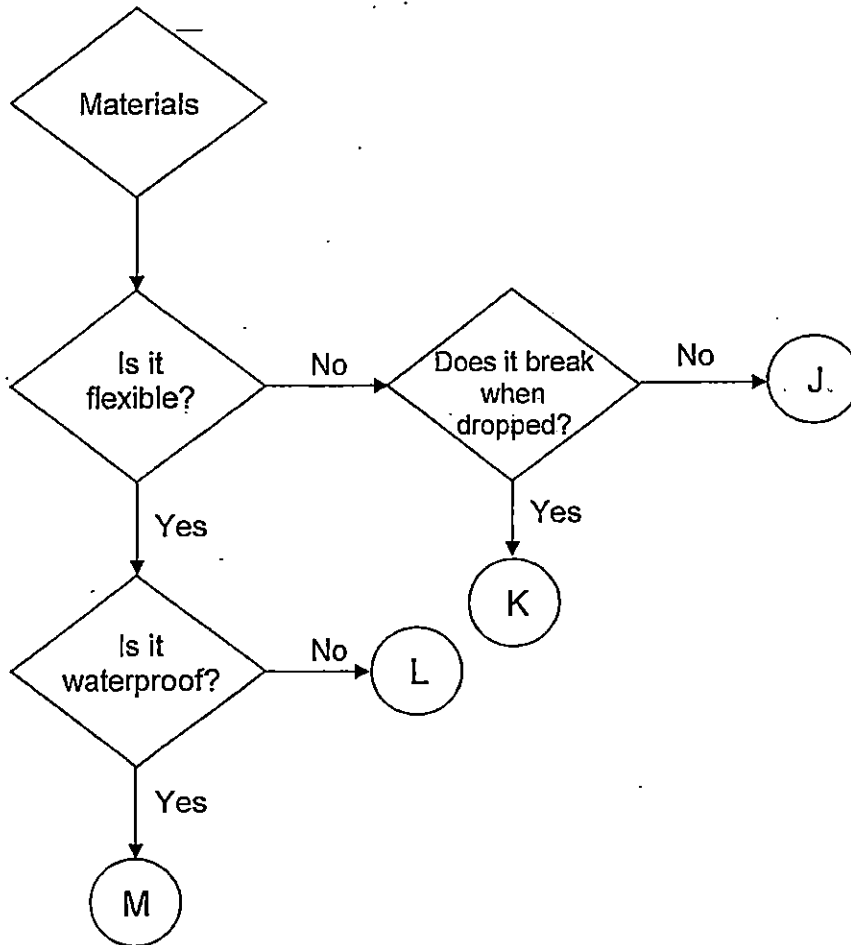 Materials
Is it
flexible?
No
Does it break
when
dropped?
No
J
Yes
Yes
K
Is it
waterproof?
No
L
Yes
M